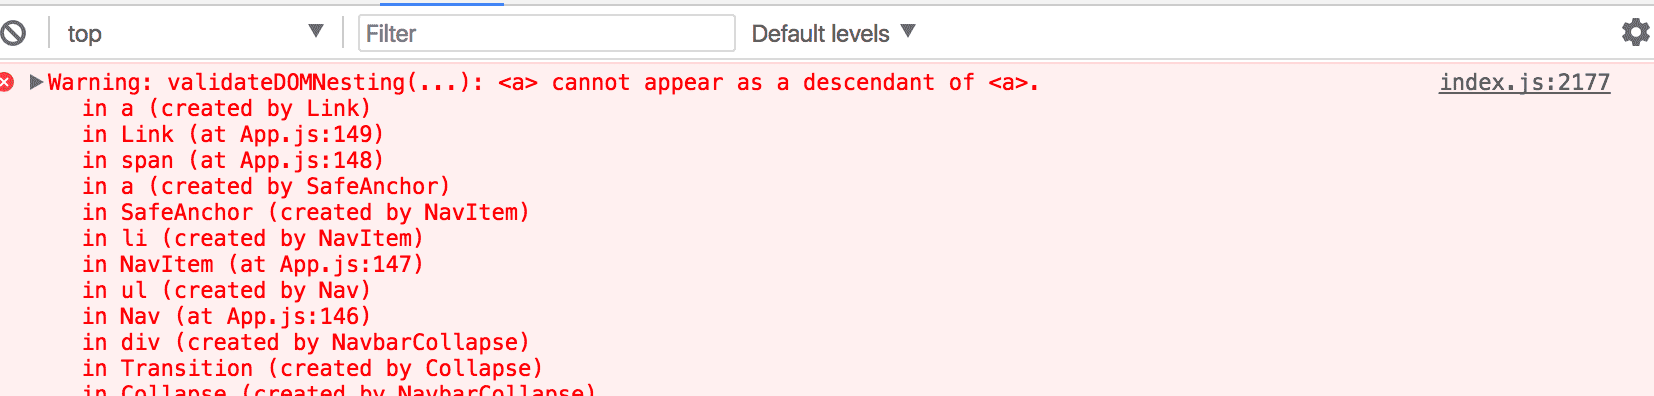 top ▼ Filter Default levels ▼
▶Warning: validateDOMNesting(...): <a> cannot appear as a descendant of <a>. index.js:2177
in a (created by Link)
in Link (at App.js:149)
in span (at App.js:148)
in a (created by SafeAnchor)
in SafeAnchor (created by NavItem)
in li (created by NavItem)
in NavItem (at App.js:147)
in ul (created by Nav)
in Nav (at App.js:146)
in div (created by NavbarCollapse)
in Transition (created by Collapse)
in Collapse (created by NavbarCollapse)